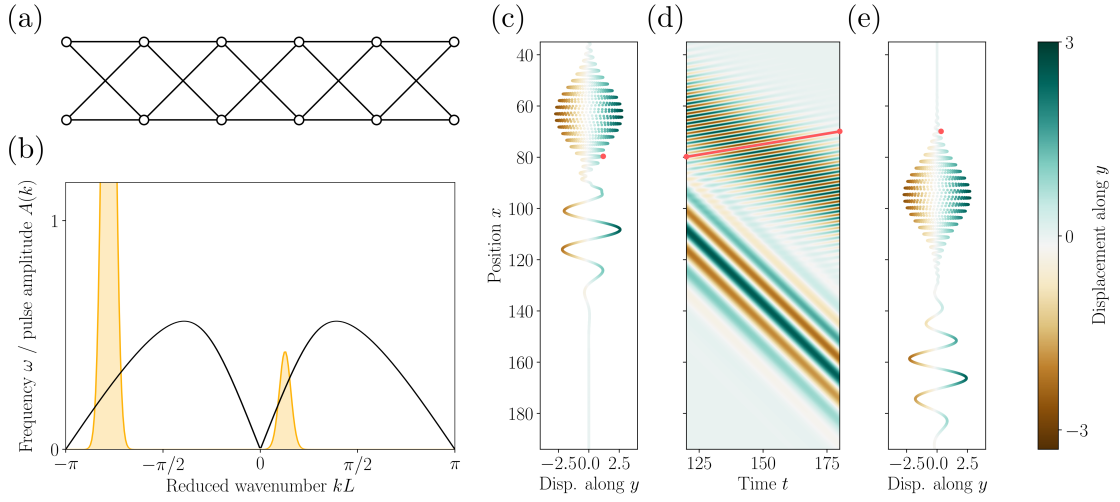 (a)
(b)
Frequency ω / pulse amplitude A(k)
1
0
−π
−π/2
0
π/2
π
Reduced wavenumber kL
(c)
Position x
40
60
80
100
120
140
160
180
−2.5 0.0 2.5
Disp. along y
(d)
125
150
175
Time t
(e)
−2.5 0.0 2.5
Disp. along y
3
0
−3
Displacement along y